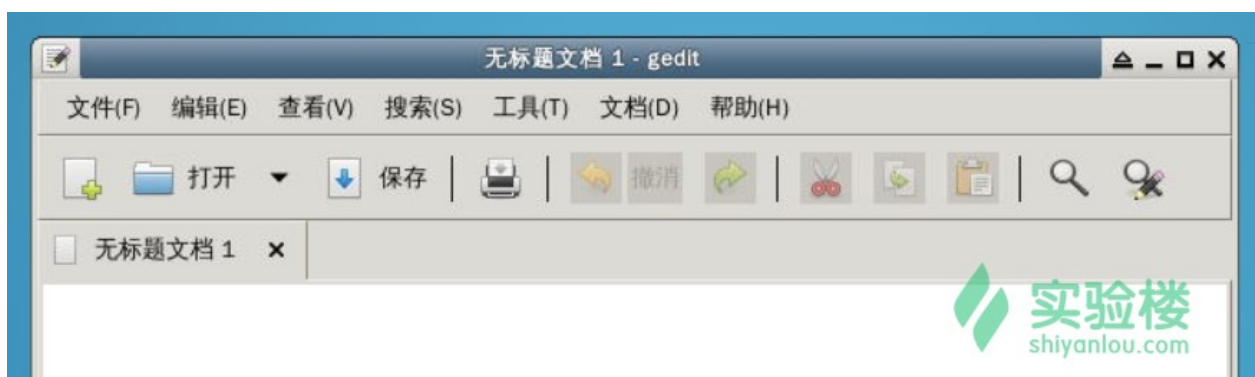 无标题文档 1 - gedit
文件(F) 编辑(E) 查看(V) 搜索(S) 工具(T) 文档(D) 帮助(H)
打开 保存 撤消
无标题文档 1
实验楼
shiyanlou.com